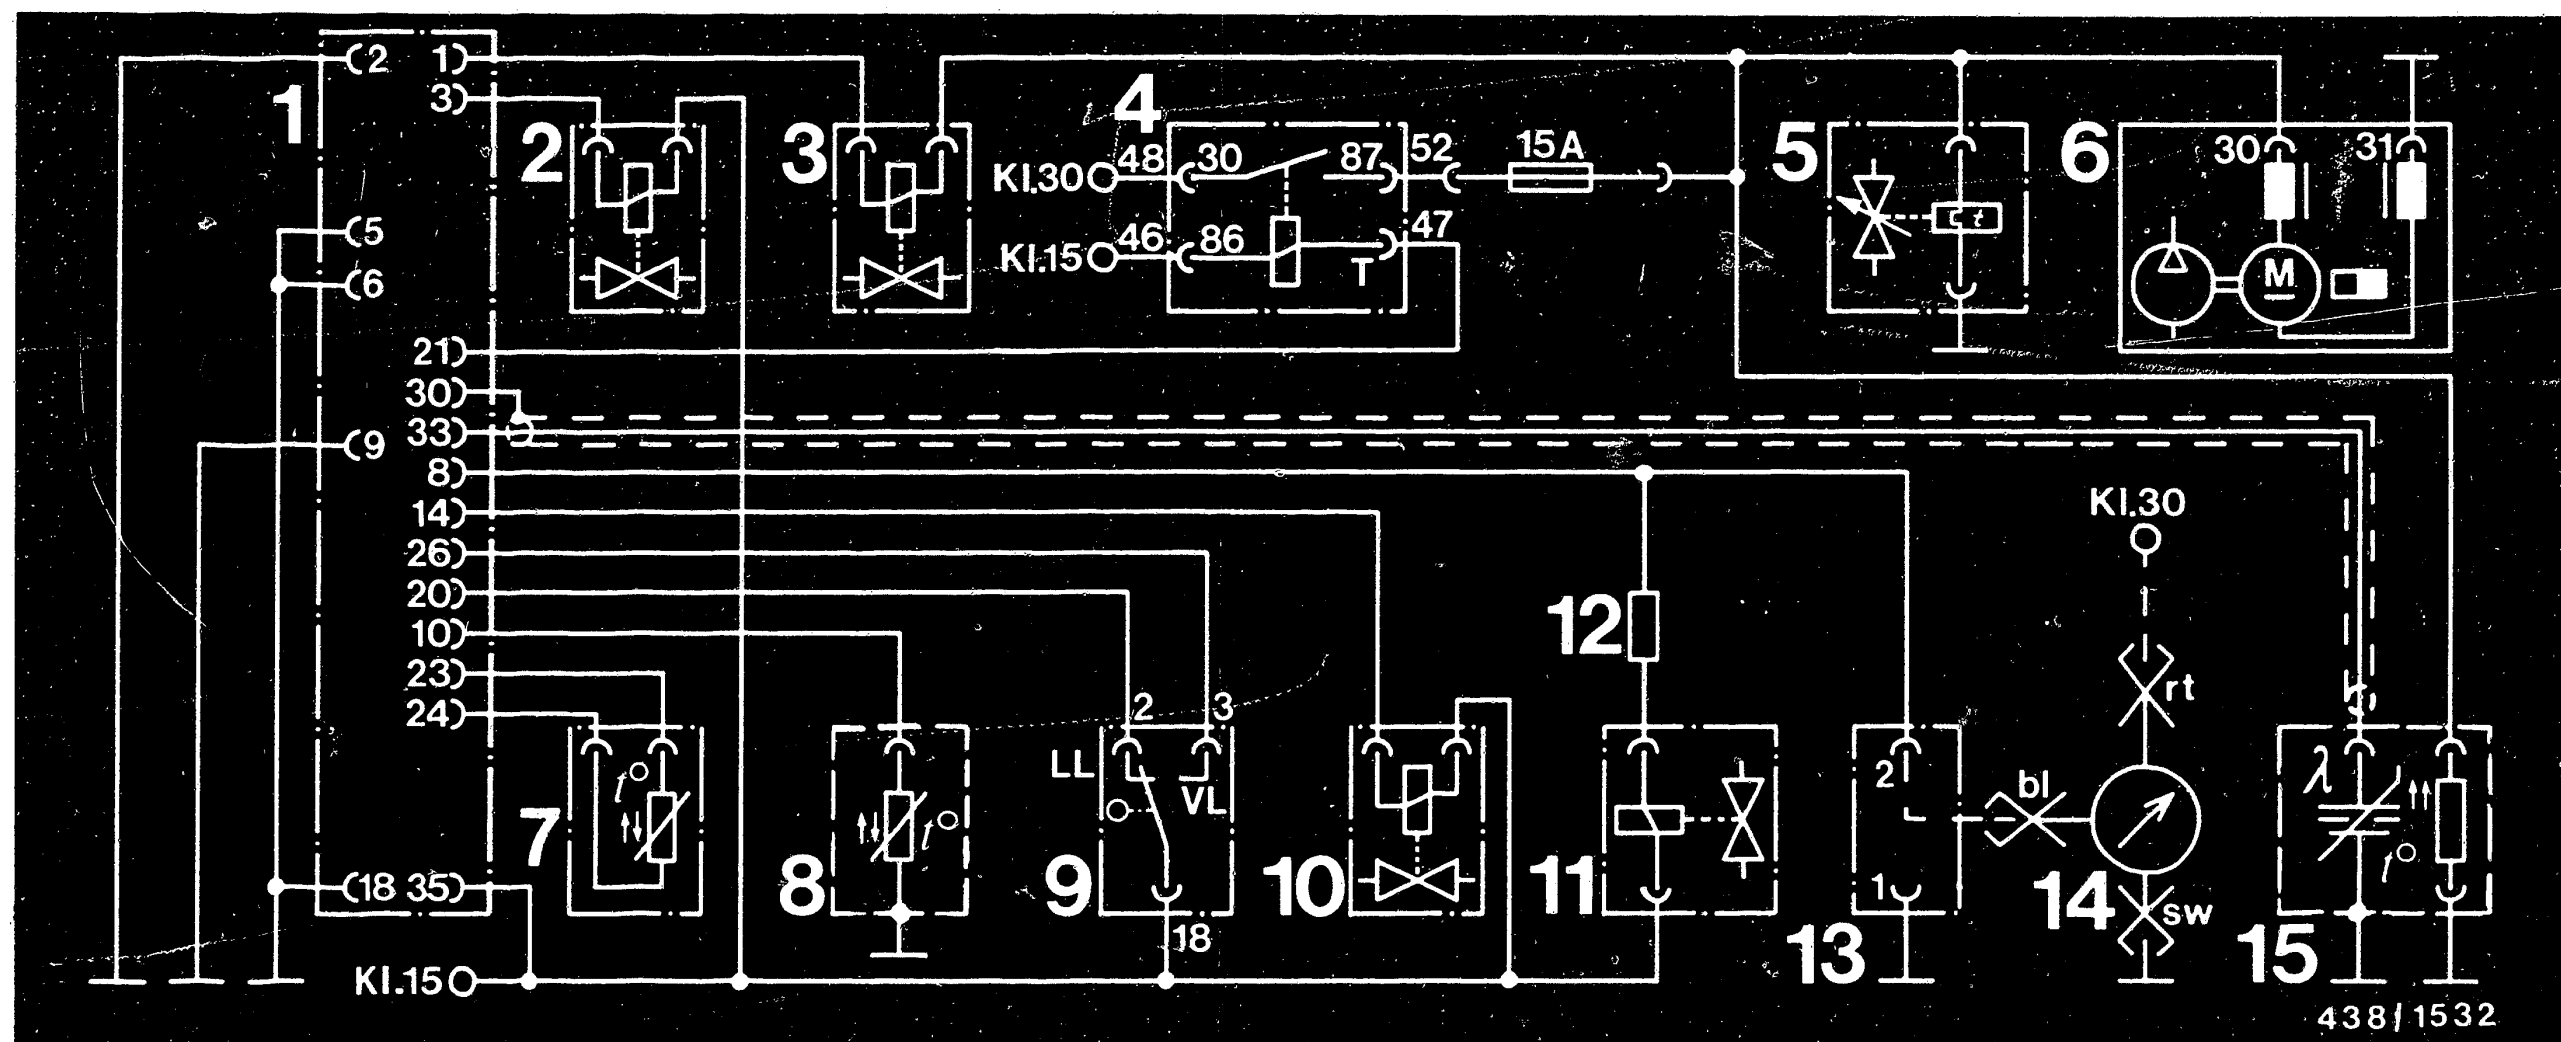 1
(2 1)
3)
(5
(6
21)
30)
(9 33)
8)
14)
26)
20)
10)
23)
24)
(18 35)
Kl.15
2
3
4
Kl.30 48 30 87 52 15A
Kl.15 46 86 T 47
5
t
6
30 31
M
7
t°
8
t°
9
2 3
LL VL
18
10
11
12
13
2
1
Kl.30
rt
bl
14
sw
15
λ
t°
438/1532